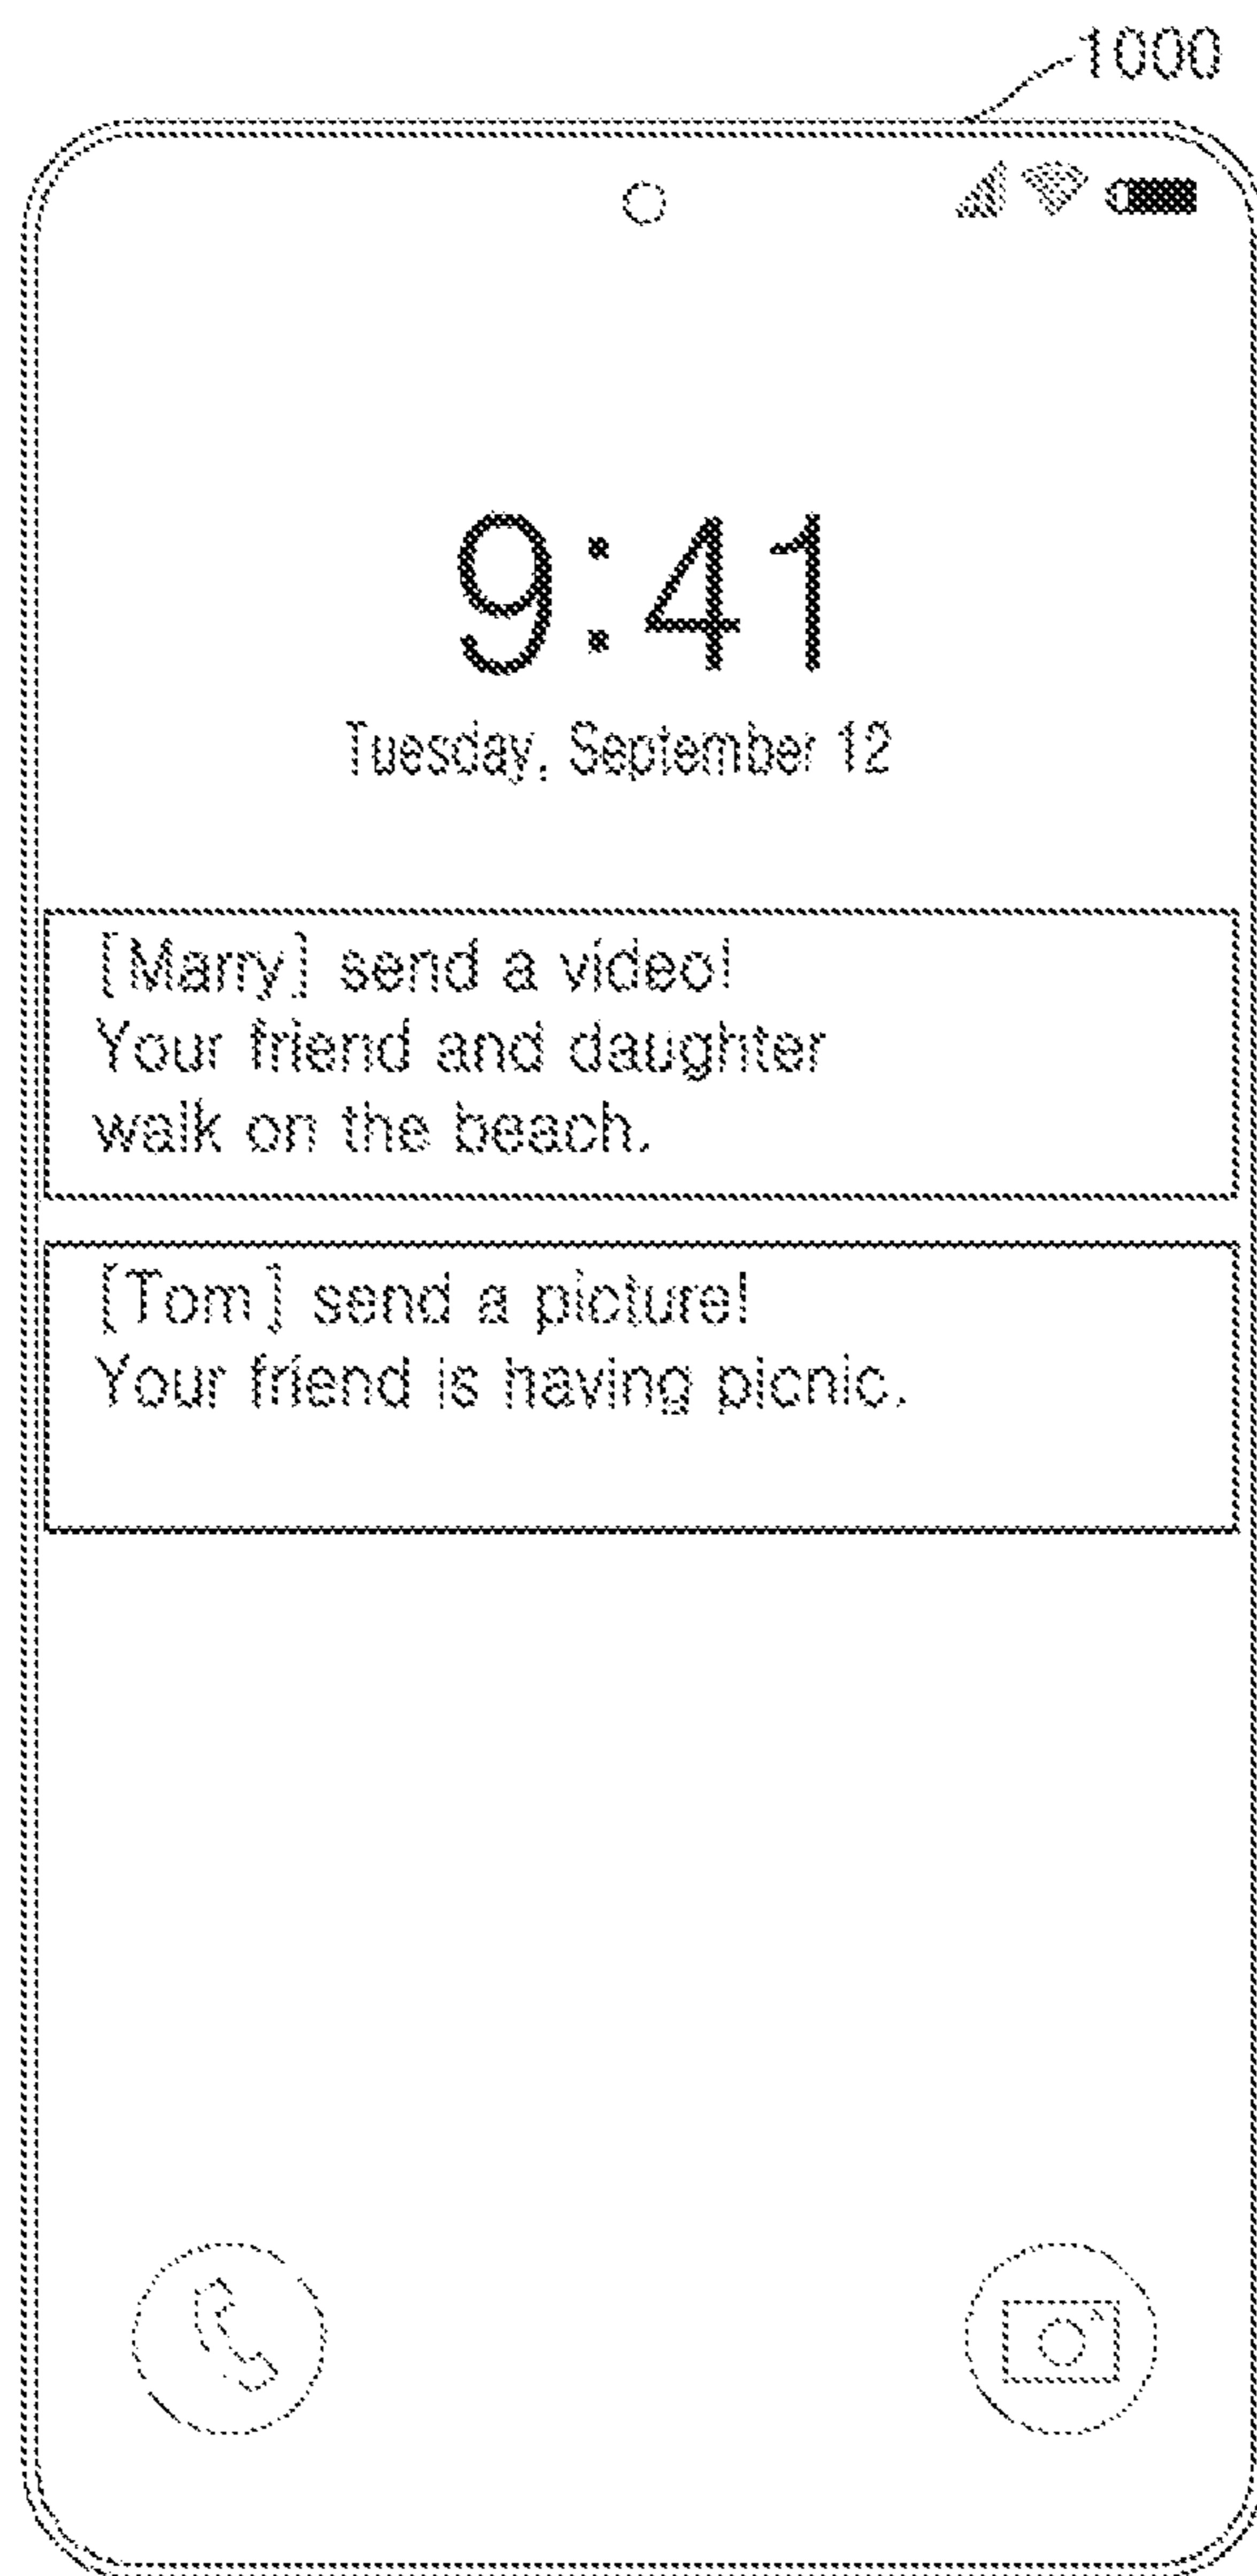 1000
9:41
Tuesday, September 12
[Marry] send a video!
Your friend and daughter
walk on the beach.
[Tom] send a picture!
Your friend is having picnic.